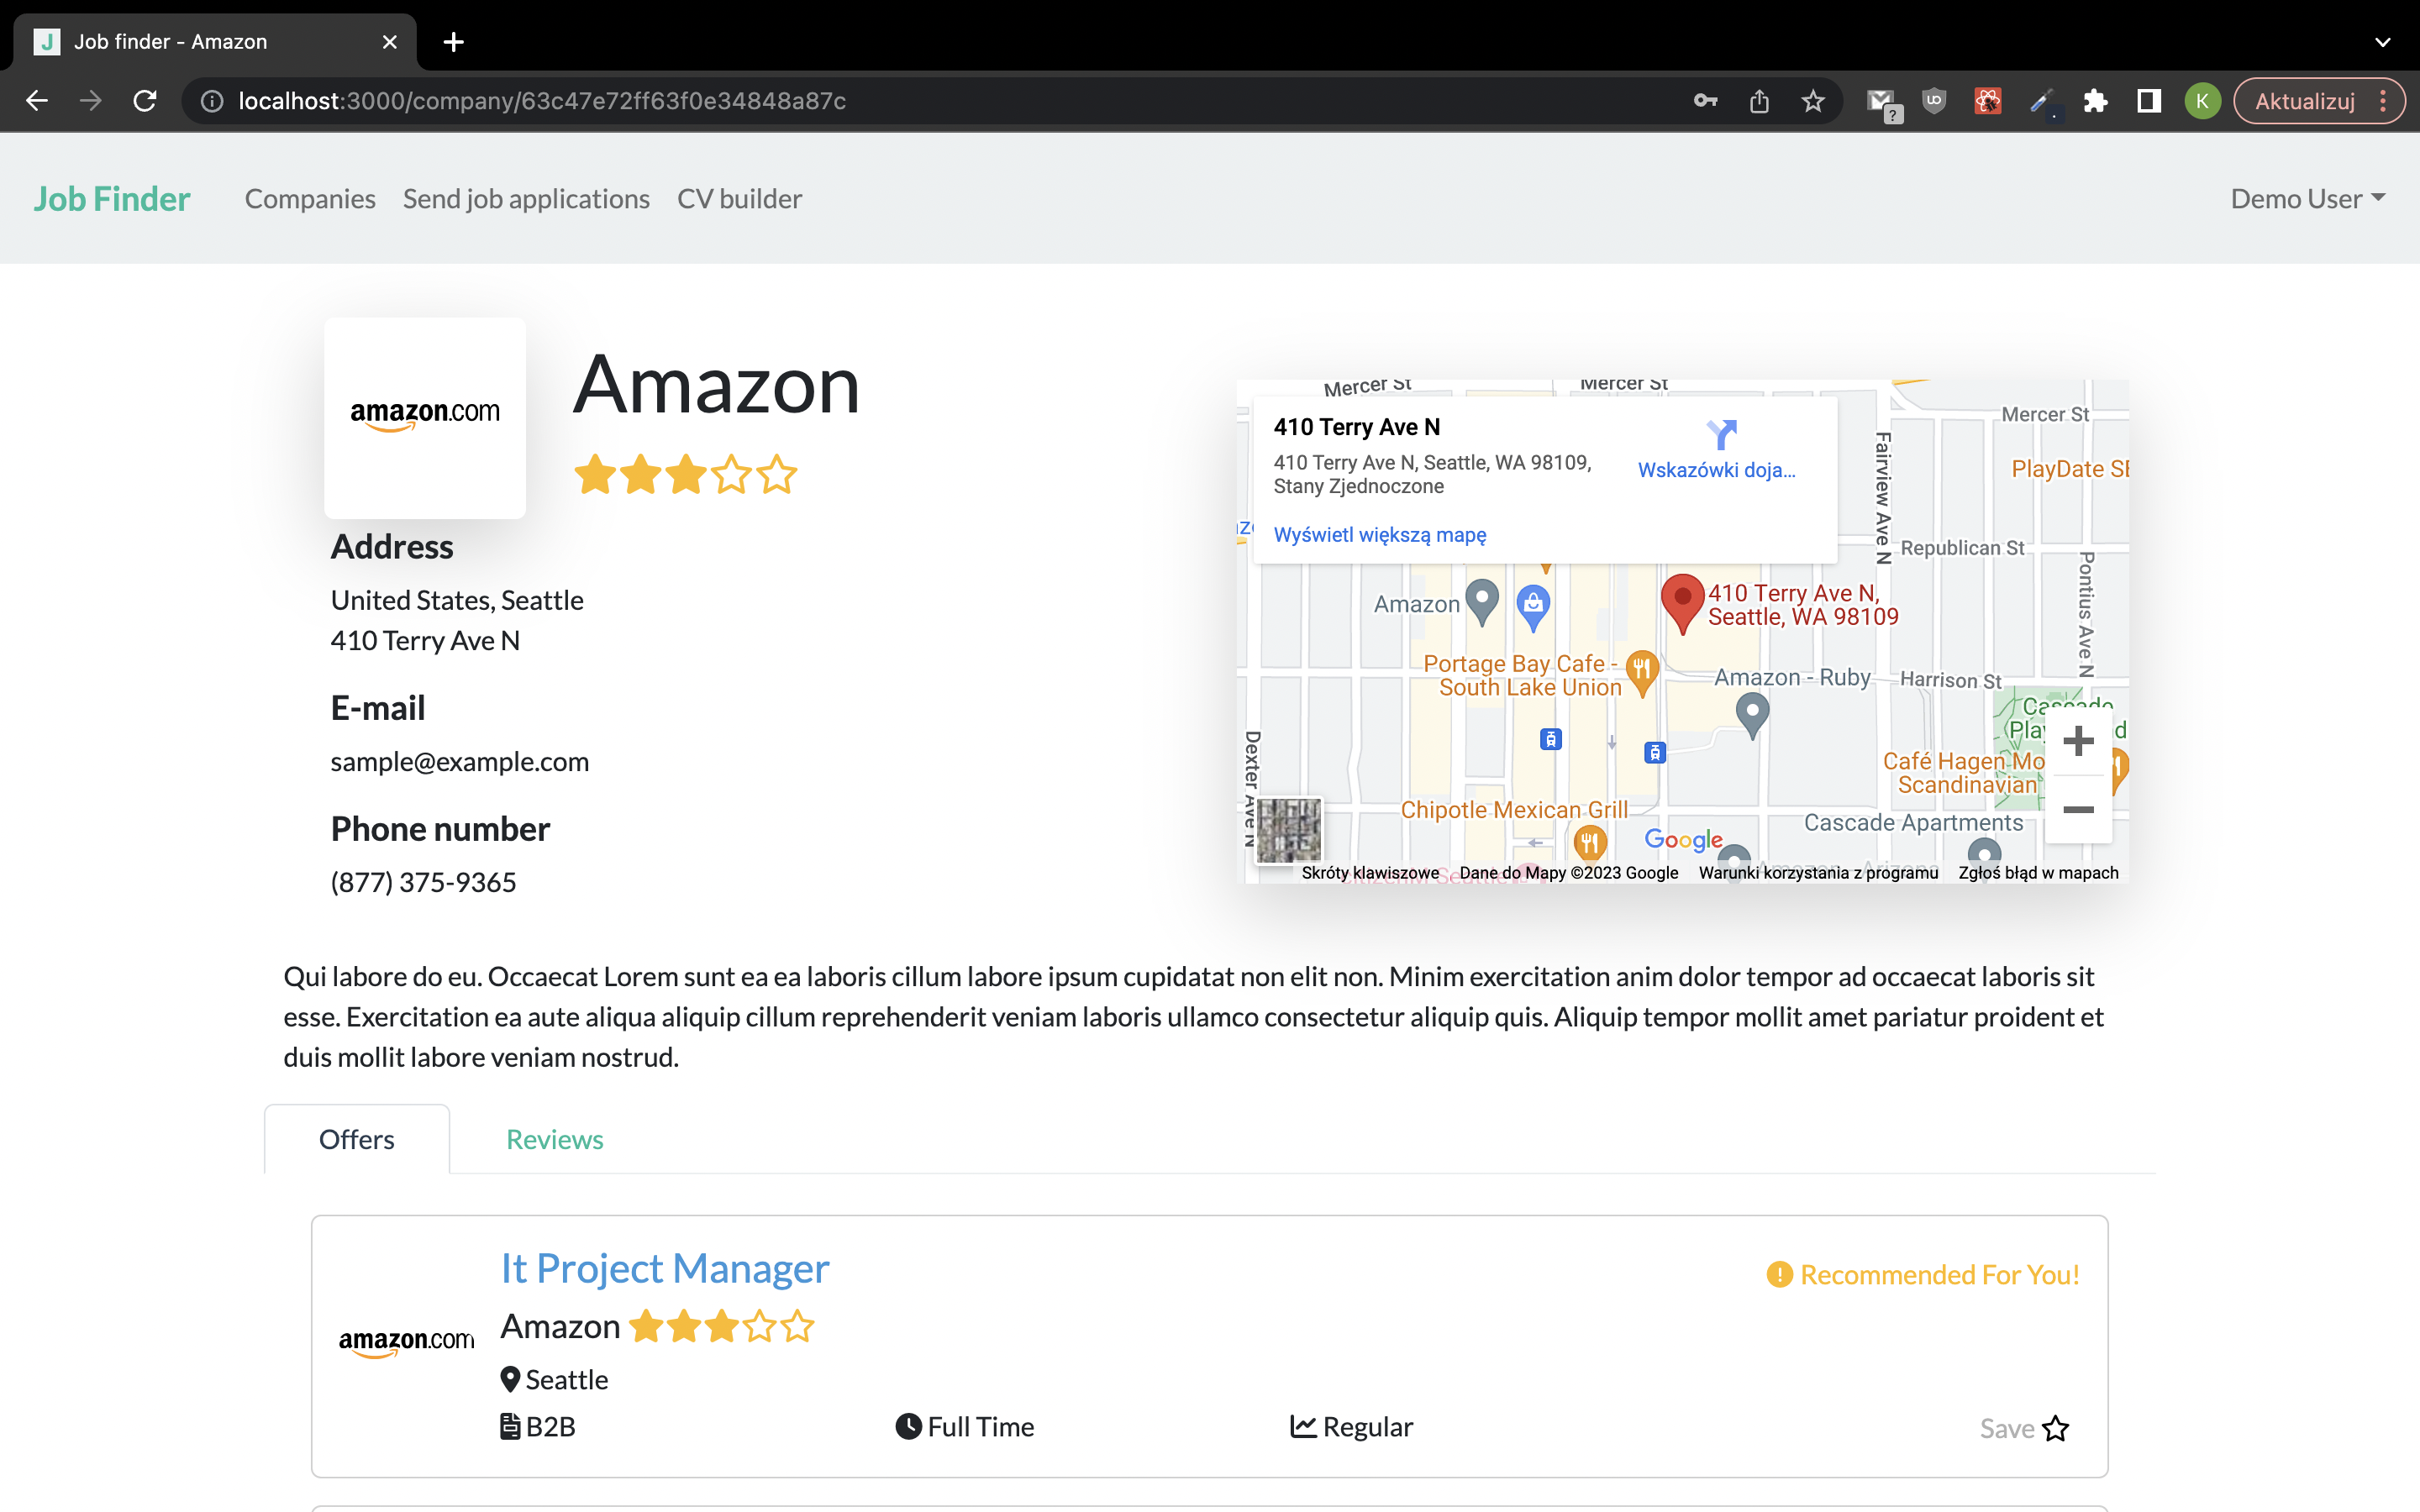 Job finder - Amazon
localhost:3000/company/63c47e72ff63f0e34848a87c
K
Aktualizuj
Job Finder
Companies
Send job applications
CV builder
Demo User
amazon.com
Amazon
Address
United States, Seattle
410 Terry Ave N
E-mail
sample@example.com
Phone number
(877) 375-9365
Mercer St
Mercer St
Mercer St
410 Terry Ave N
410 Terry Ave N, Seattle, WA 98109,
Stany Zjednoczone
Wskazówki doja...
Wyświetl większą mapę
Fairview Ave N
PlayDate SE
Republican St
Pontius Ave N
Amazon
410 Terry Ave N,
Seattle, WA 98109
Portage Bay Cafe -
South Lake Union
Amazon - Ruby
Harrison St
Dexter Ave N
Café Hagen Mo
Scandinavian
Chipotle Mexican Grill
Cascade Apartments
Google
Skróty klawiszowe
Dane do Mapy ©2023 Google
Warunki korzystania z programu
Zgłoś błąd w mapach
Qui labore do eu. Occaecat Lorem sunt ea ea laboris cillum labore ipsum cupidatat non elit non. Minim exercitation anim dolor tempor ad occaecat laboris sit
esse. Exercitation ea aute aliqua aliquip cillum reprehenderit veniam laboris ullamco consectetur aliquip quis. Aliquip tempor mollit amet pariatur proident et
duis mollit labore veniam nostrud.
Offers
Reviews
amazon.com
It Project Manager
Recommended For You!
Amazon
Seattle
B2B
Full Time
Regular
Save